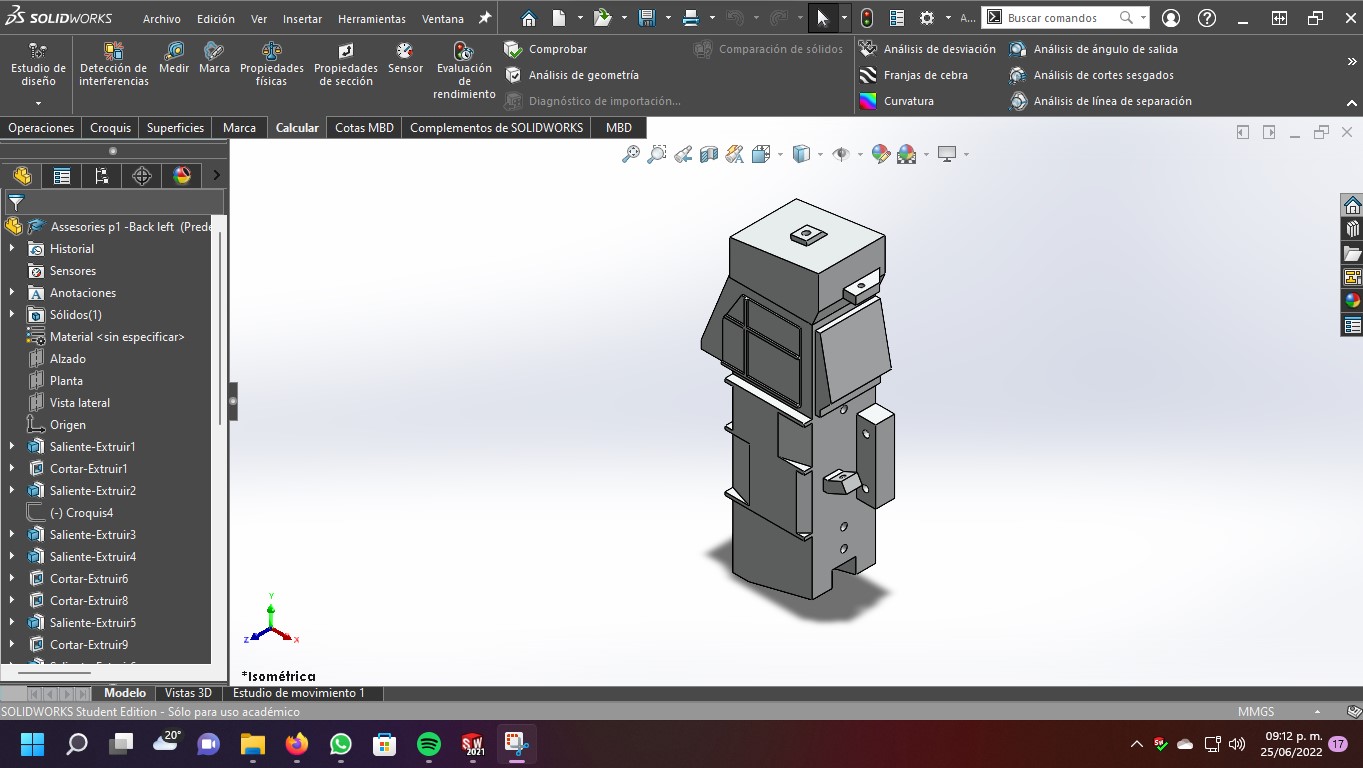 SOLIDWORKS Archivo Edición Ver Insertar Herramientas Ventana A... Buscar comandos
Estudio de diseño
Detección de interferencias
Medir
Marca
Propiedades físicas
Propiedades de sección
Sensor
Evaluación de rendimiento
Comprobar
Análisis de geometría
Diagnóstico de importación...
Comparación de sólidos
Análisis de desviación
Franjas de cebra
Curvatura
Análisis de ángulo de salida
Análisis de cortes sesgados
Análisis de línea de separación
Operaciones Croquis Superficies Marca Calcular Cotas MBD Complementos de SOLIDWORKS MBD
Assesories p1 -Back left (Prede
Historial
Sensores
Anotaciones
Sólidos(1)
Material <sin especificar>
Alzado
Planta
Vista lateral
Origen
Saliente-Extruir1
Cortar-Extruir1
Saliente-Extruir2
(-) Croquis4
Saliente-Extruir3
Saliente-Extruir4
Cortar-Extruir6
Cortar-Extruir8
Saliente-Extruir5
Cortar-Extruir9
Y
Z
X
*Isométrica
Modelo Vistas 3D Estudio de movimiento 1
SOLIDWORKS Student Edition - Sólo para uso académico MMGS
20°
SW
2021
09:12 p. m.
25/06/2022
17